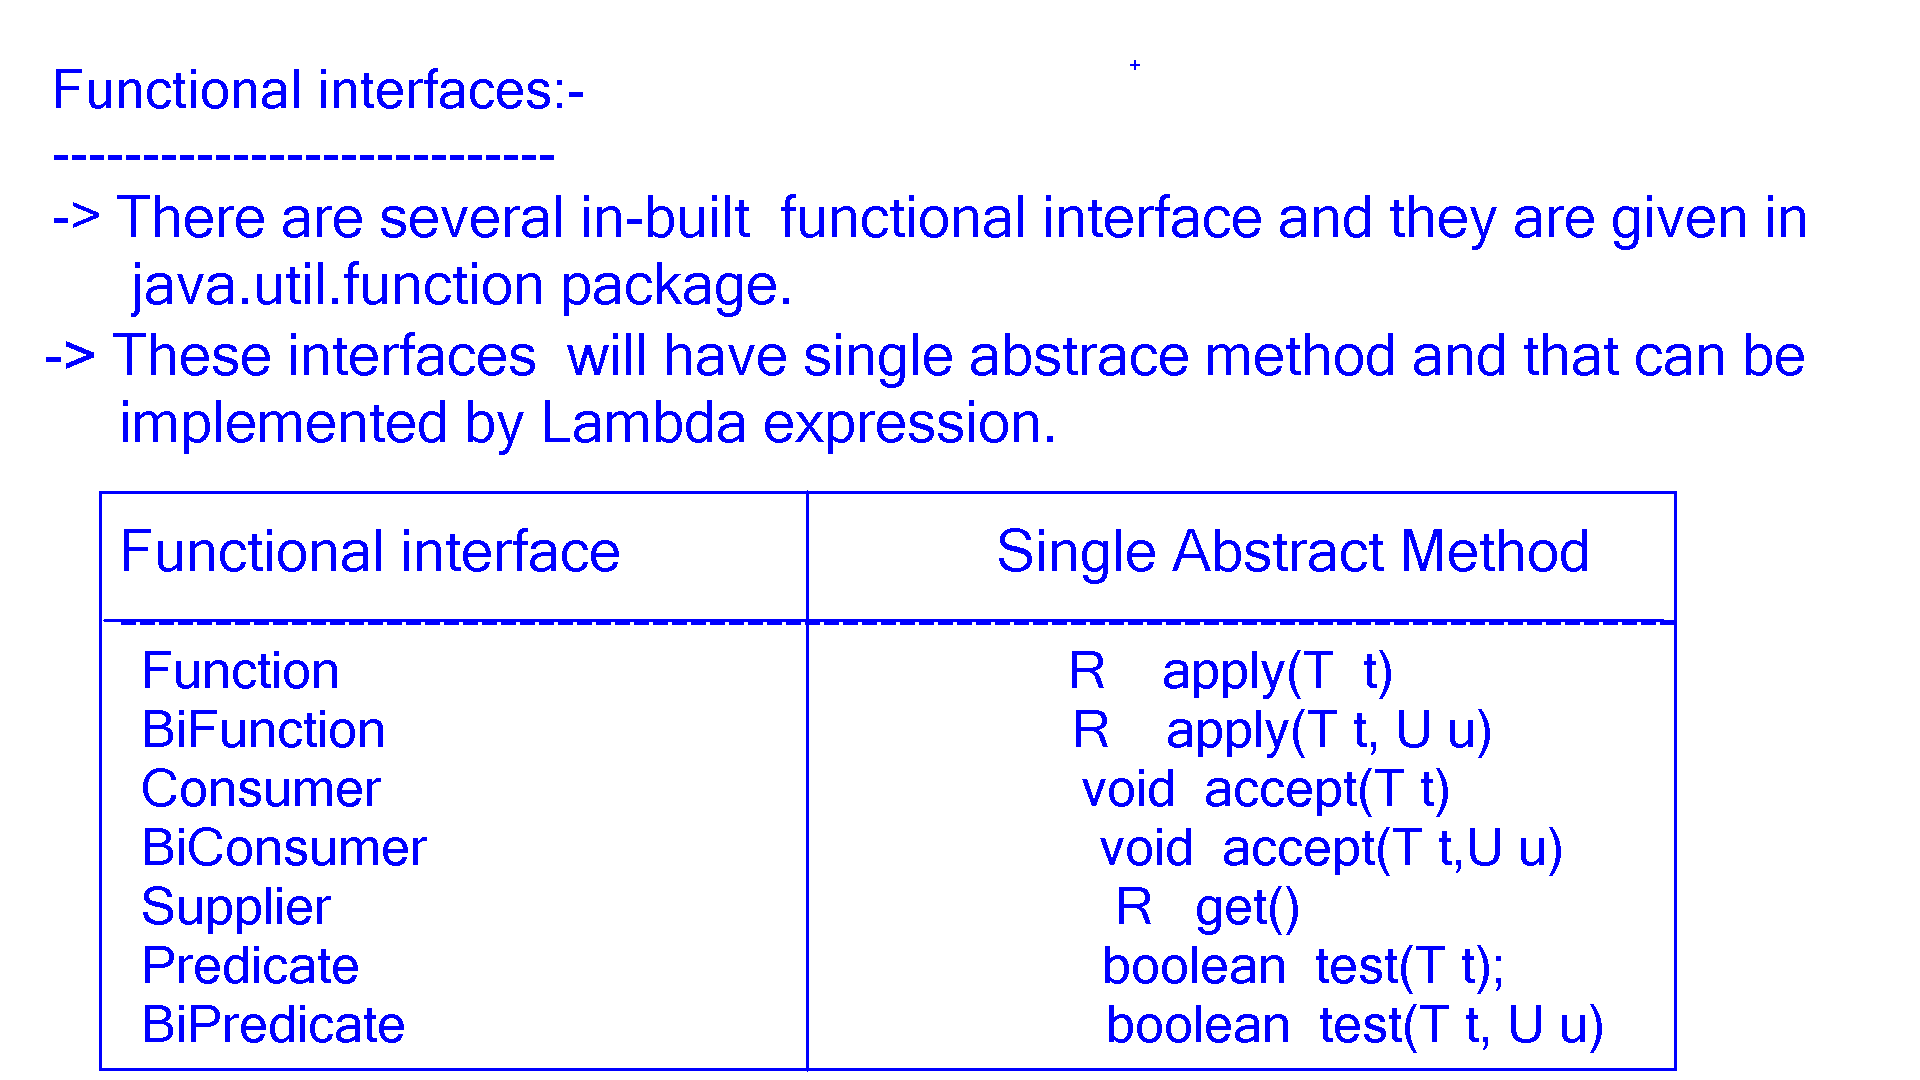 Functional interfaces:-
----------------------------
-> There are several in-built functional interface and they are given in
java.util.function package.
-> These interfaces will have single abstrace method and that can be
implemented by Lambda expression.
Functional interface Single Abstract Method
Function R apply(T t)
BiFunction R apply(T t, U u)
Consumer void accept(T t)
BiConsumer void accept(T t,U u)
Supplier R get()
Predicate boolean test(T t);
BiPredicate boolean test(T t, U u)